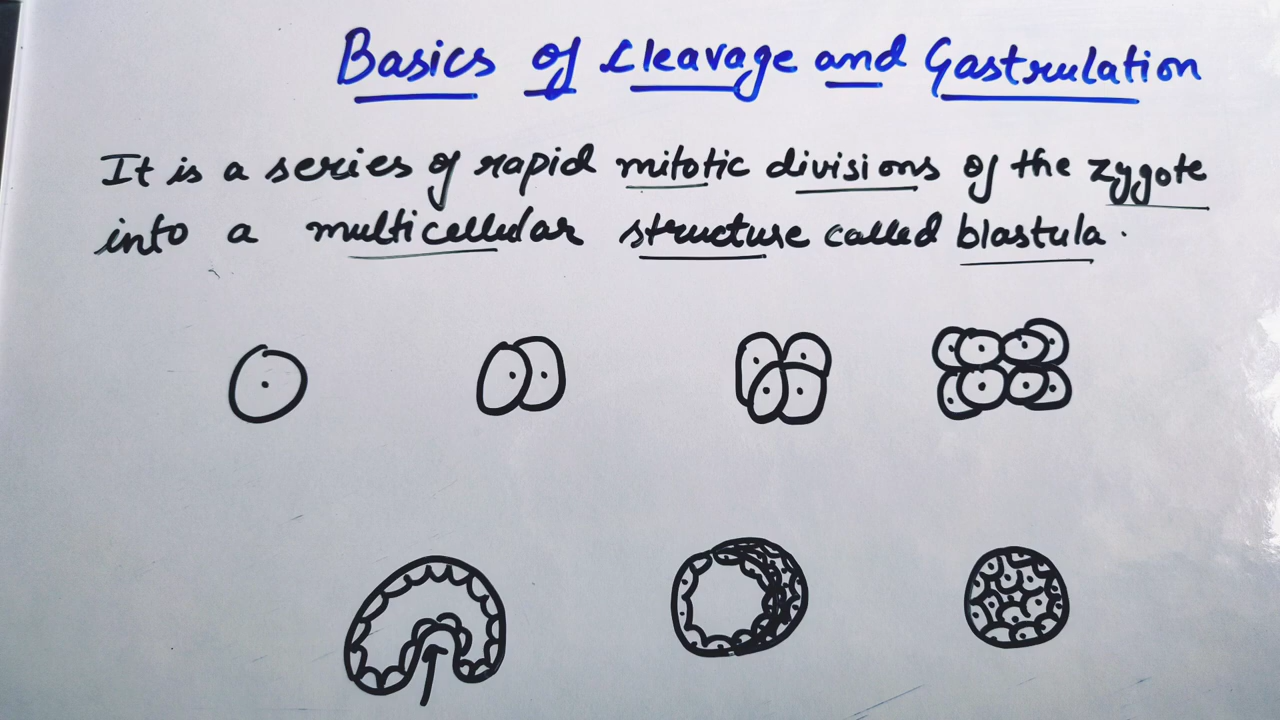 Basics of Cleavage and Gastrulation
It is a series of rapid mitotic divisions of the zygote
into a multicellular structure called blastula.